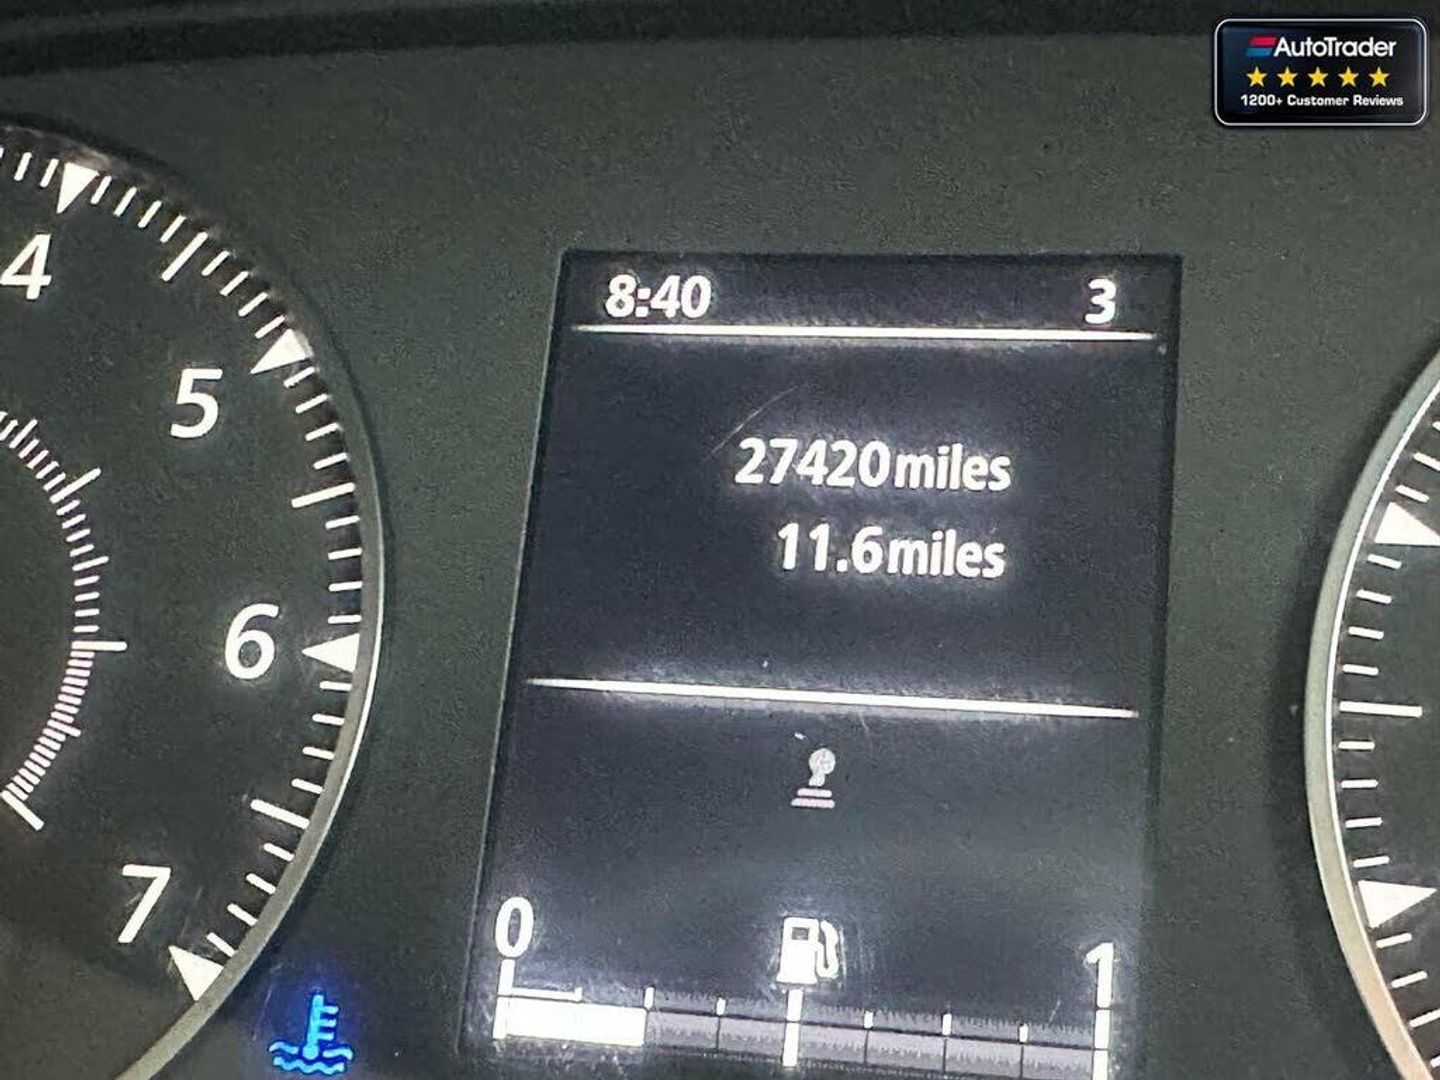 AutoTrader
1200+ Customer Reviews
8:40 3
27420miles
11.6miles
4
5
6
7
0 1